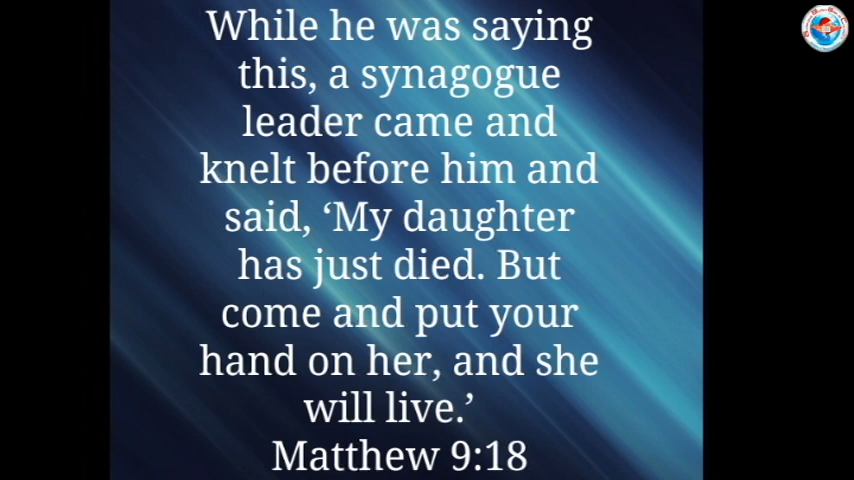 While he was saying
this, a synagogue
leader came and
knelt before him and
said, ‘My daughter
has just died. But
come and put your
hand on her, and she
will live.’
Matthew 9:18